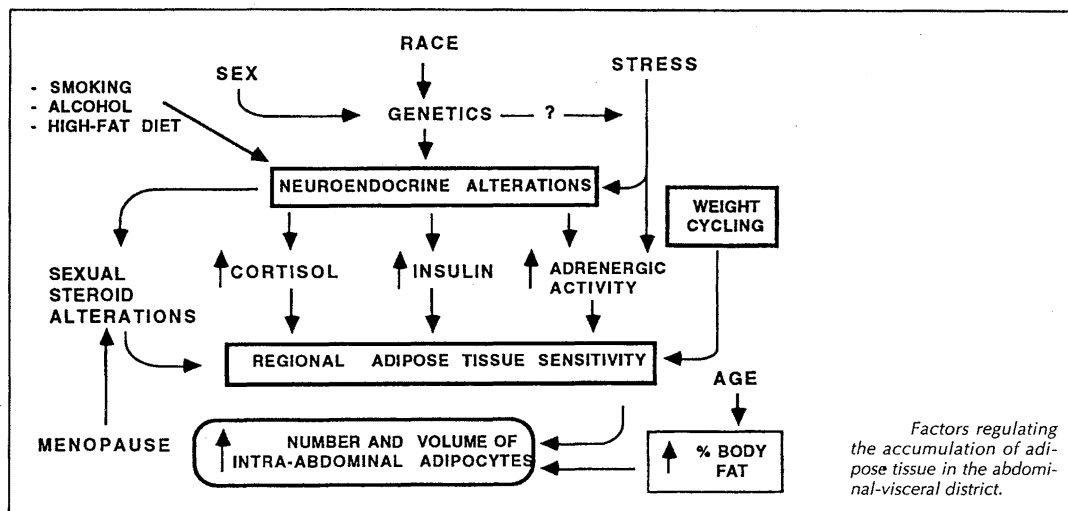 RACE
SEX
STRESS
- SMOKING
- ALCOHOL
- HIGH-FAT DIET
GENETICS
?
NEUROENDOCRINE ALTERATIONS
WEIGHT
CYCLING
SEXUAL
STEROID
ALTERATIONS
CORTISOL
INSULIN
ADRENERGIC
ACTIVITY
REGIONAL ADIPOSE TISSUE SENSITIVITY
AGE
MENOPAUSE
NUMBER AND VOLUME OF
INTRA-ABDOMINAL ADIPOCYTES
% BODY
FAT
Factors regulating
the accumulation of adi-
pose tissue in the abdomi-
nal-visceral district.